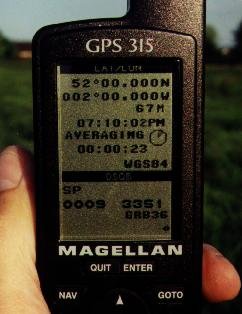 GPS 315
LAT/LON
52°00.000N
002°00.000W
67M
07:10:02PM
AVERAGING
00:00:23
WGS84
OSGB
SP
0009 3351
GRB36
MAGELLAN
QUIT ENTER
NAV GOTO